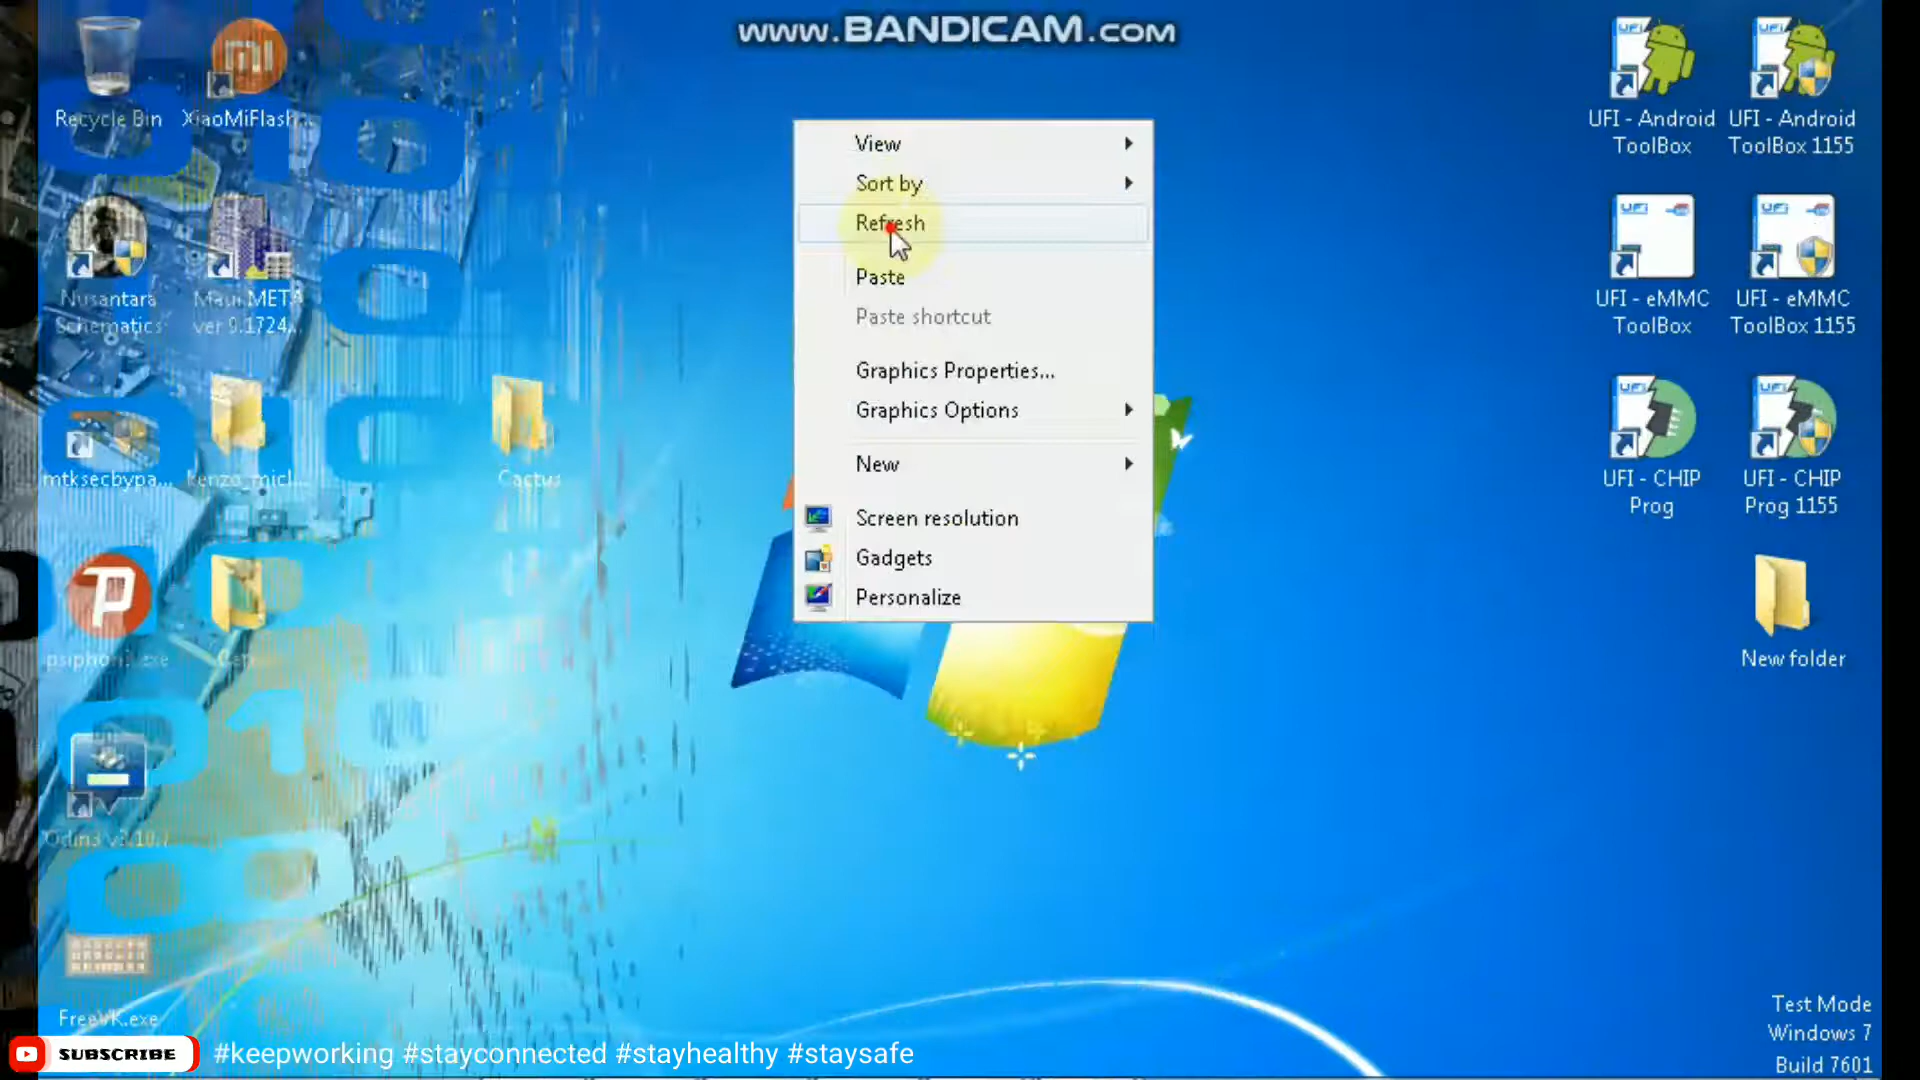 www.BANDICAM.com
Recycle Bin
XiaoMiFlash...
Nusantara
Schematics
Maui META
ver 9.1724...
mtksecbypa...
kenzo_micl...
Cactus
psiphon3.exe
Odin3 v3.10.7
FreeVK.exe
View
Sort by
Refresh
Paste
Paste shortcut
Graphics Properties...
Graphics Options
New
Screen resolution
Gadgets
Personalize
UFI - Android
ToolBox
UFI - Android
ToolBox 1155
UFI - eMMC
ToolBox
UFI - eMMC
ToolBox 1155
UFI - CHIP
Prog
UFI - CHIP
Prog 1155
New folder
Test Mode
Windows 7
Build 7601
SUBSCRIBE
#keepworking #stayconnected #stayhealthy #staysafe